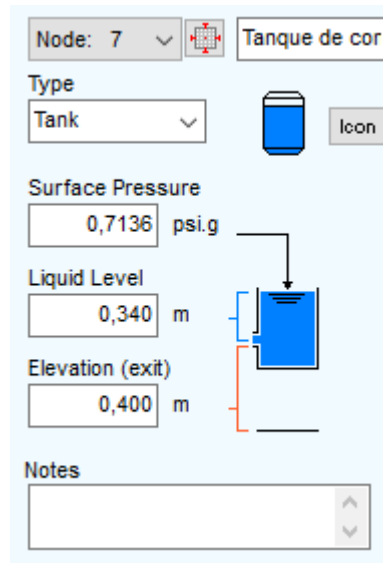 Node: 7
Tanque de cor
Type
Tank
Icon
Surface Pressure
0,7136 psi.g
Liquid Level
0,340 m
Elevation (exit)
0,400 m
Notes